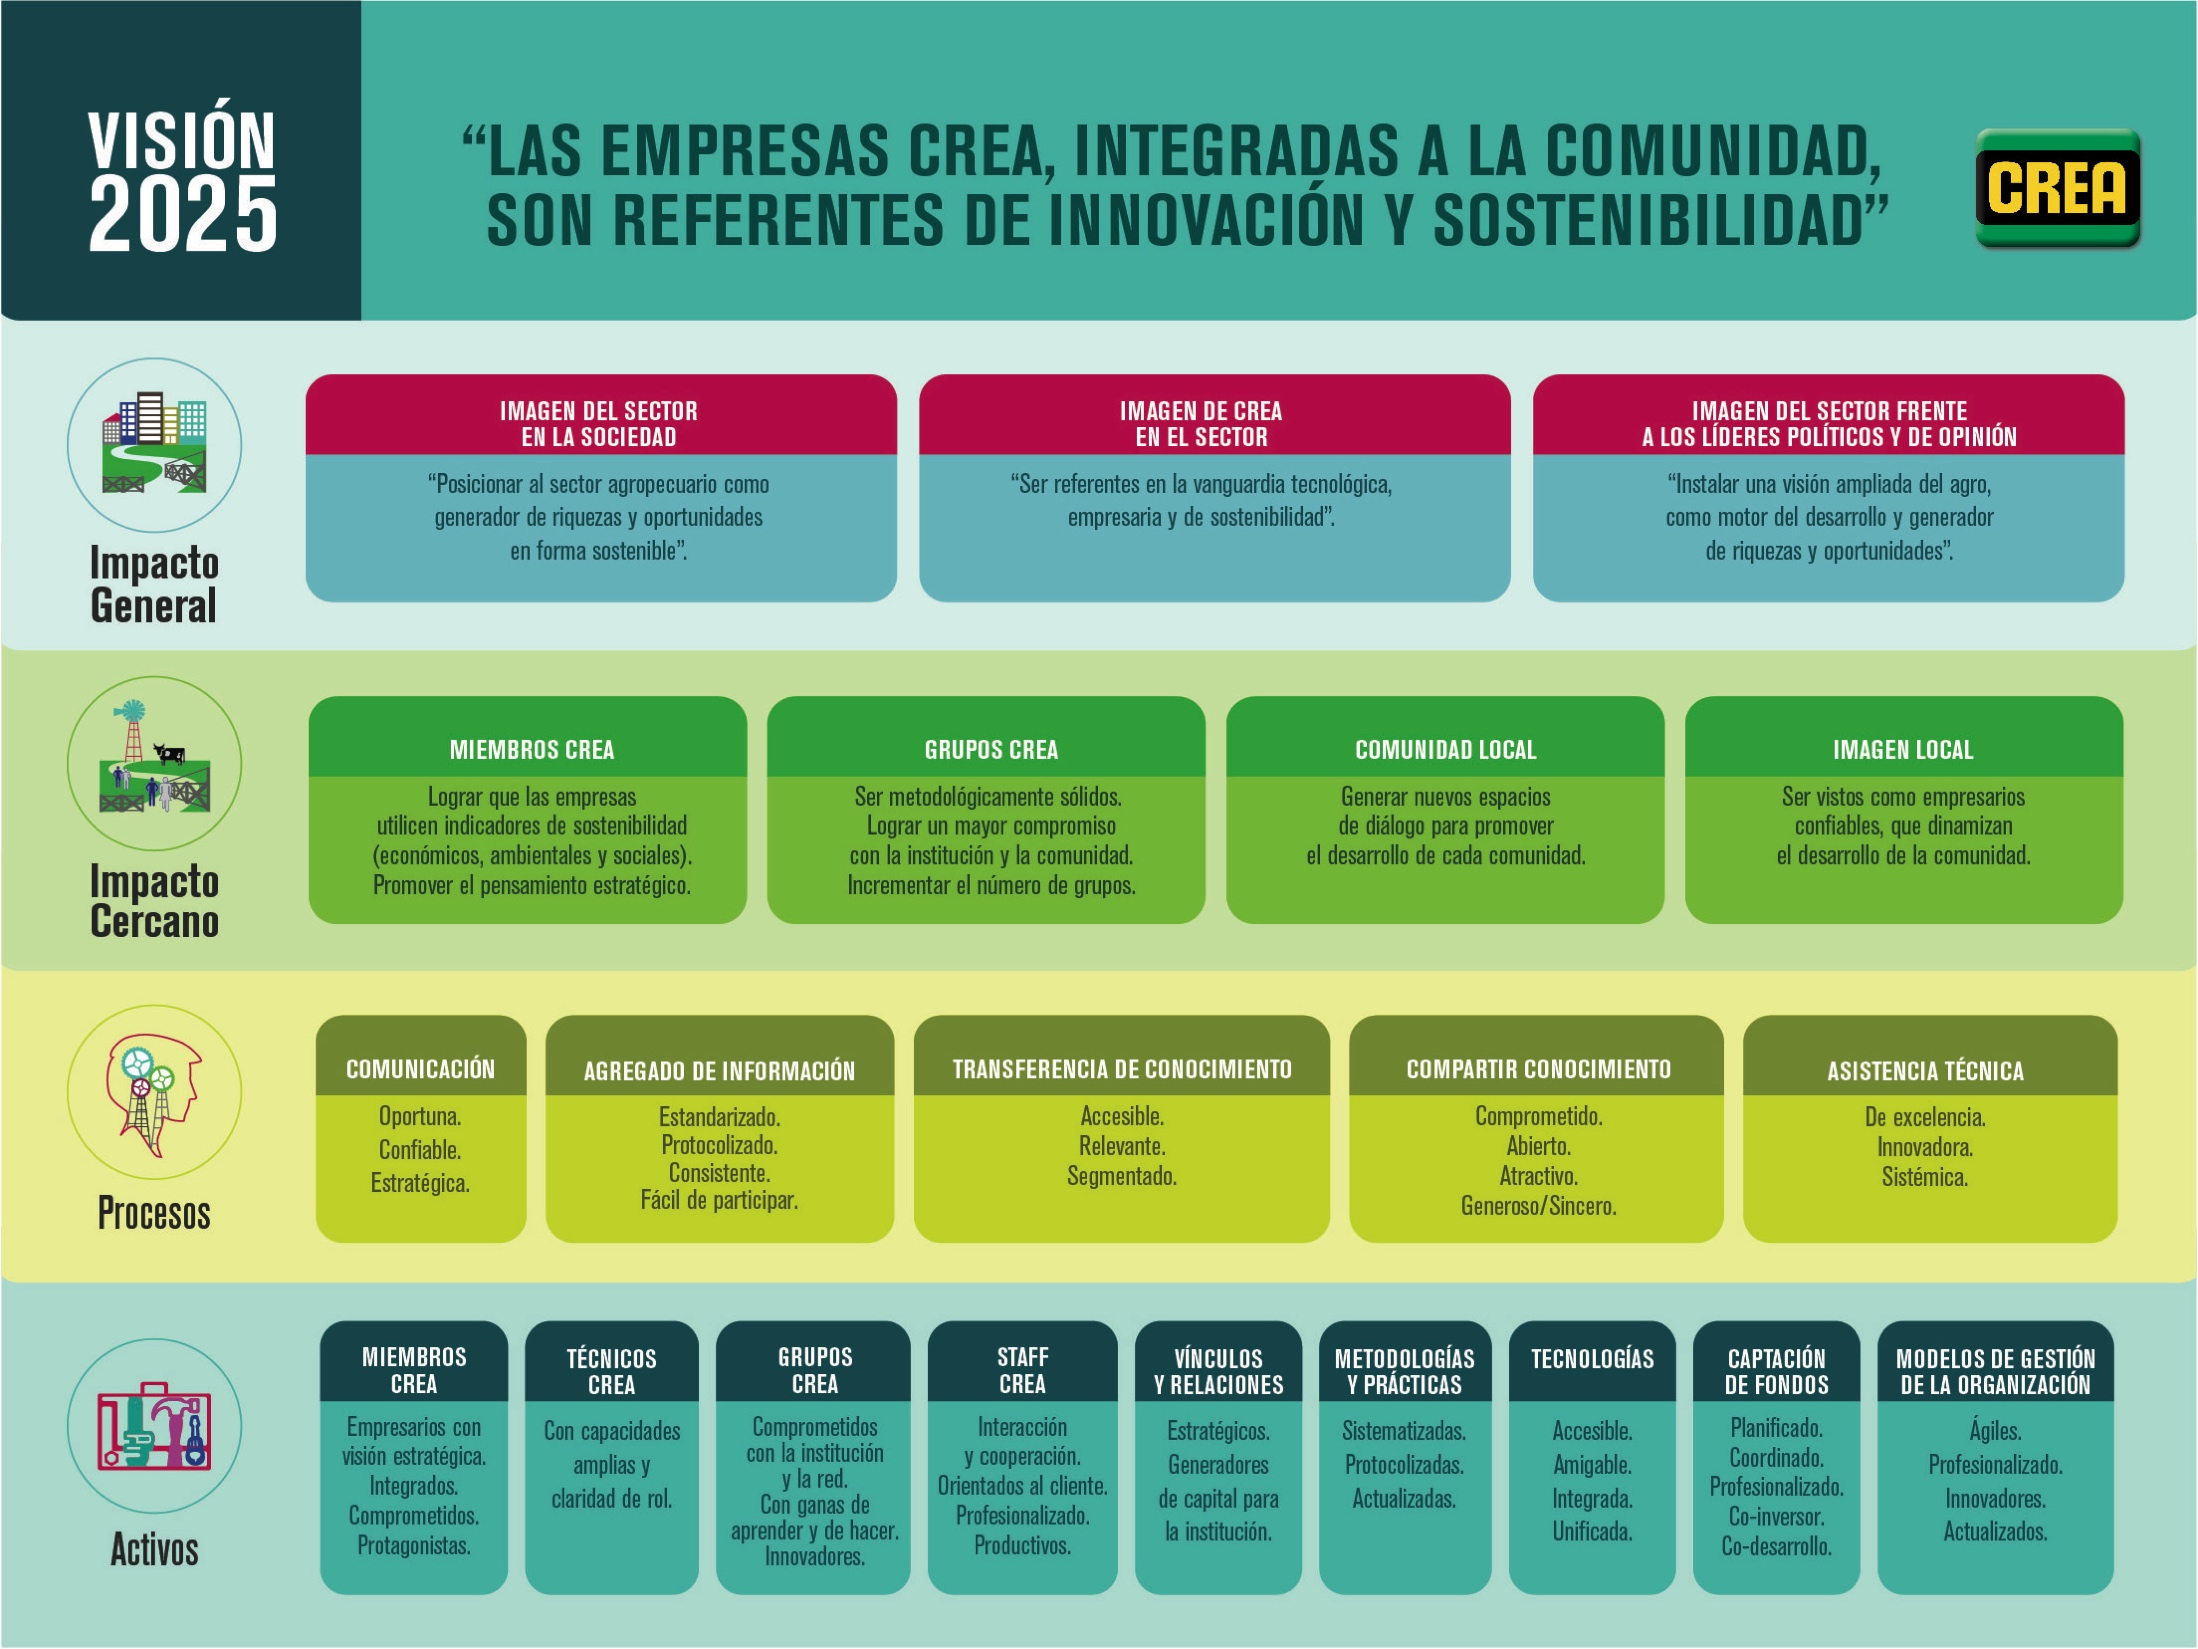 VISIÓN
2025
“LAS EMPRESAS CREA, INTEGRADAS A LA COMUNIDAD,
SON REFERENTES DE INNOVACIÓN Y SOSTENIBILIDAD”
CREA
Impacto
General
IMAGEN DEL SECTOR
EN LA SOCIEDAD
“Posicionar al sector agropecuario como
generador de riquezas y oportunidades
en forma sostenible”.
IMAGEN DE CREA
EN EL SECTOR
“Ser referentes en la vanguardia tecnológica,
empresaria y de sostenibilidad”.
IMAGEN DEL SECTOR FRENTE
A LOS LÍDERES POLÍTICOS Y DE OPINIÓN
“Instalar una visión ampliada del agro,
como motor del desarrollo y generador
de riquezas y oportunidades”.
Impacto
Cercano
MIEMBROS CREA
Lograr que las empresas
utilicen indicadores de sostenibilidad
(económicos, ambientales y sociales).
Promover el pensamiento estratégico.
GRUPOS CREA
Ser metodológicamente sólidos.
Lograr un mayor compromiso
con la institución y la comunidad.
Incrementar el número de grupos.
COMUNIDAD LOCAL
Generar nuevos espacios
de diálogo para promover
el desarrollo de cada comunidad.
IMAGEN LOCAL
Ser vistos como empresarios
confiables, que dinamizan
el desarrollo de la comunidad.
Procesos
COMUNICACIÓN
Oportuna.
Confiable.
Estratégica.
AGREGADO DE INFORMACIÓN
Estandarizado.
Protocolizado.
Consistente.
Fácil de participar.
TRANSFERENCIA DE CONOCIMIENTO
Accesible.
Relevante.
Segmentado.
COMPARTIR CONOCIMIENTO
Comprometido.
Abierto.
Atractivo.
Generoso/Sincero.
ASISTENCIA TÉCNICA
De excelencia.
Innovadora.
Sistémica.
Activos
MIEMBROS
CREA
Empresarios con
visión estratégica.
Integrados.
Comprometidos.
Protagonistas.
TÉCNICOS
CREA
Con capacidades
amplias y
claridad de rol.
GRUPOS
CREA
Comprometidos
con la institución
y la red.
Con ganas de
aprender y de hacer.
Innovadores.
STAFF
CREA
Interacción
y cooperación.
Orientados al cliente.
Profesionalizado.
Productivos.
VÍNCULOS
Y RELACIONES
Estratégicos.
Generadores
de capital para
la institución.
METODOLOGÍAS
Y PRÁCTICAS
Sistematizadas.
Protocolizadas.
Actualizadas.
TECNOLOGÍAS
Accesible.
Amigable.
Integrada.
Unificada.
CAPTACIÓN
DE FONDOS
Planificado.
Coordinado.
Profesionalizado.
Co-inversor.
Co-desarrollo.
MODELOS DE GESTIÓN
DE LA ORGANIZACIÓN
Ágiles.
Profesionalizado.
Innovadores.
Actualizados.